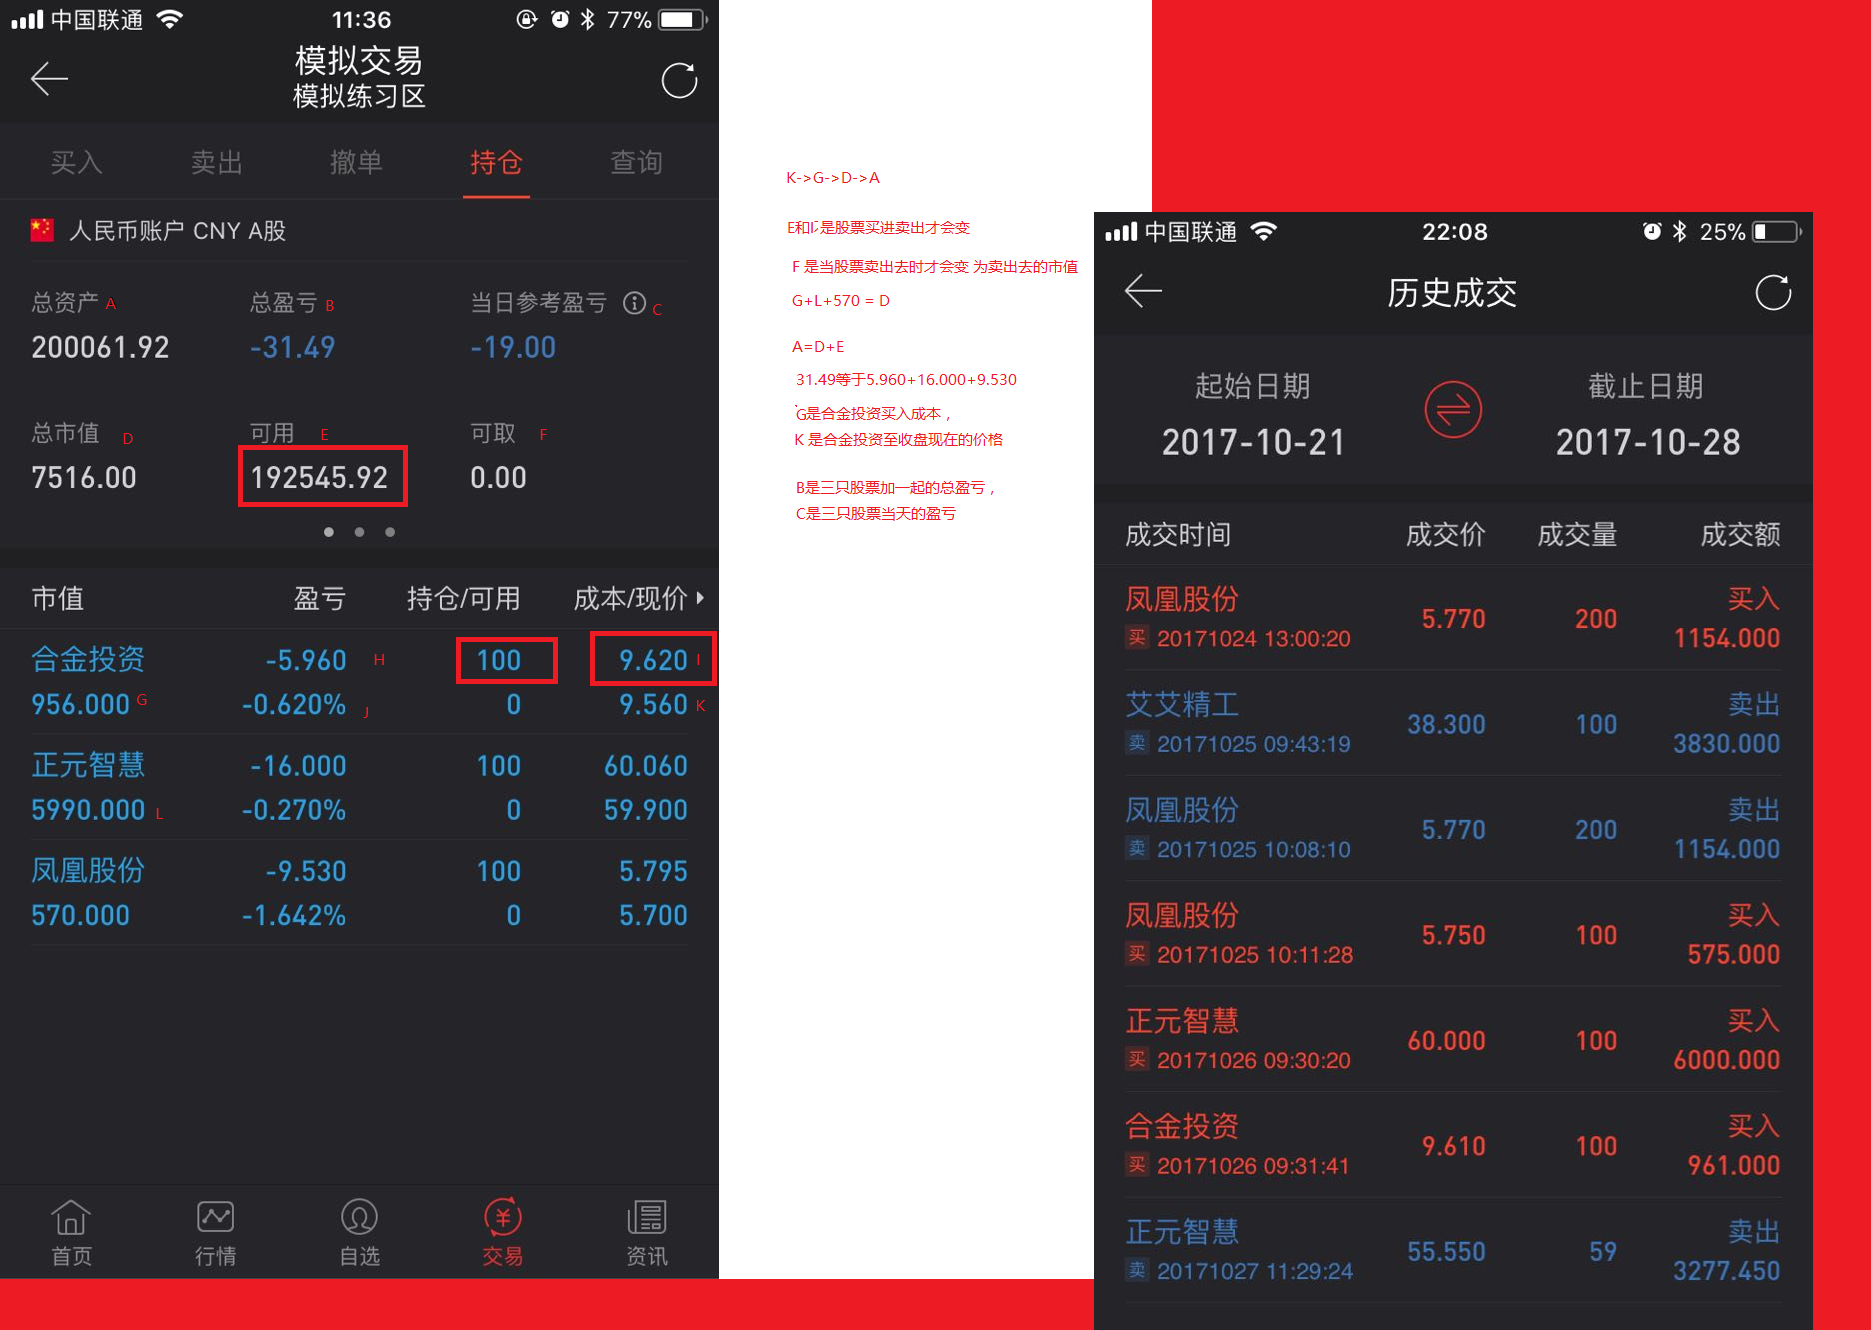 中国联通
11:36
77%
模拟交易
模拟练习区
买入 卖出 撤单 持仓 查询
人民币账户 CNY A股
总资产 A 总盈亏 B 当日参考盈亏 C
200061.92 -31.49 -19.00
总市值 D 可用 E 可取 F
7516.00 192545.92 0.00
市值 盈亏 持仓/可用 成本/现价
合金投资 -5.960 H 100 9.620 I
956.000 G -0.620% J 0 9.560 K
正元智慧 -16.000 100 60.060
5990.000 L -0.270% 0 59.900
凤凰股份 -9.530 100 5.795
570.000 -1.642% 0 5.700
首页 行情 自选 交易 资讯
K->G->D->A
E和I是股票买进卖出才会变
F 是当股票卖出去时才会变 为卖出去的市值
G+L+570 = D
A=D+E
31.49等于5.960+16.000+9.530
G是合金投资买入成本，
K 是合金投资至收盘现在的价格
B是三只股票加一起的总盈亏，
C是三只股票当天的盈亏
中国联通
22:08
25%
历史成交
起始日期 截止日期
2017-10-21 2017-10-28
成交时间 成交价 成交量 成交额
凤凰股份 5.770 200 买入
买 20171024 13:00:20 1154.000
艾艾精工 38.300 100 卖出
卖 20171025 09:43:19 3830.000
凤凰股份 5.770 200 卖出
卖 20171025 10:08:10 1154.000
凤凰股份 5.750 100 买入
买 20171025 10:11:28 575.000
正元智慧 60.000 100 买入
买 20171026 09:30:20 6000.000
合金投资 9.610 100 买入
买 20171026 09:31:41 961.000
正元智慧 55.550 59 卖出
卖 20171027 11:29:24 3277.450